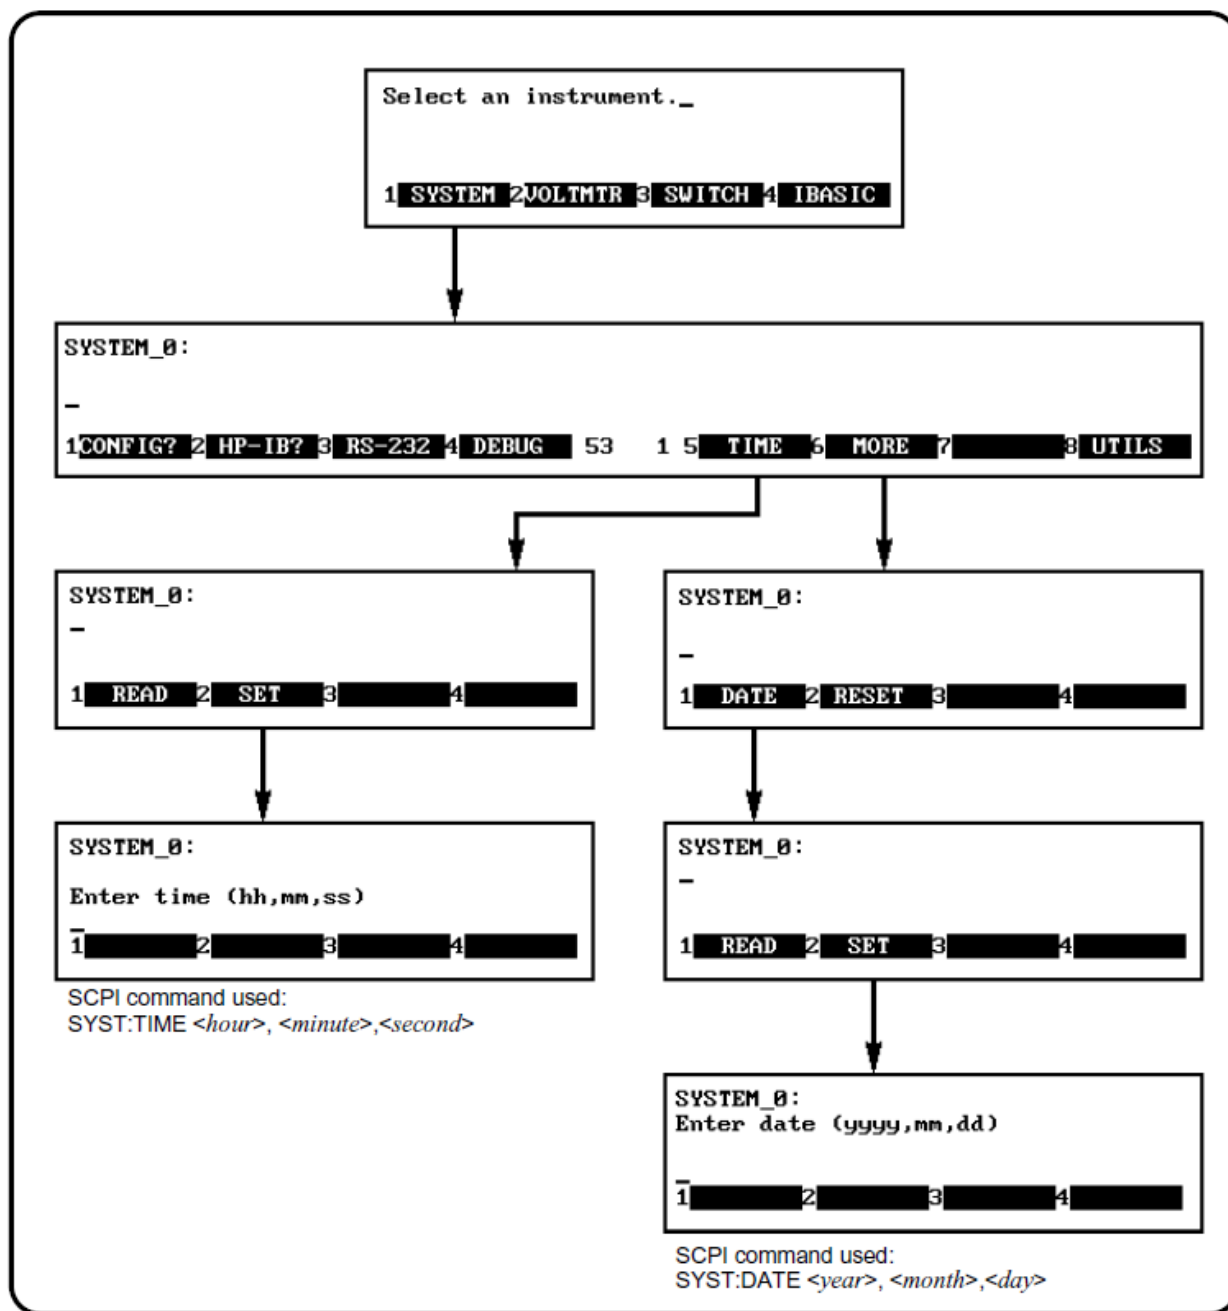 Select an instrument._
1 SYSTEM 2 VOLTMTR 3 SWITCH 4 IBASIC
SYSTEM_0:
_
1 CONFIG? 2 HP-IB? 3 RS-232 4 DEBUG 53 1 5 TIME 6 MORE 7 8 UTILS
SYSTEM_0:
_
1 READ 2 SET 3 4
SYSTEM_0:
_
1 DATE 2 RESET 3 4
SYSTEM_0:
Enter time (hh,mm,ss)
_
1 2 3 4
SCPI command used:
SYST:TIME <hour>, <minute>,<second>
SYSTEM_0:
_
1 READ 2 SET 3 4
SYSTEM_0:
Enter date (yyyy,mm,dd)
_
1 2 3 4
SCPI command used:
SYST:DATE <year>, <month>,<day>